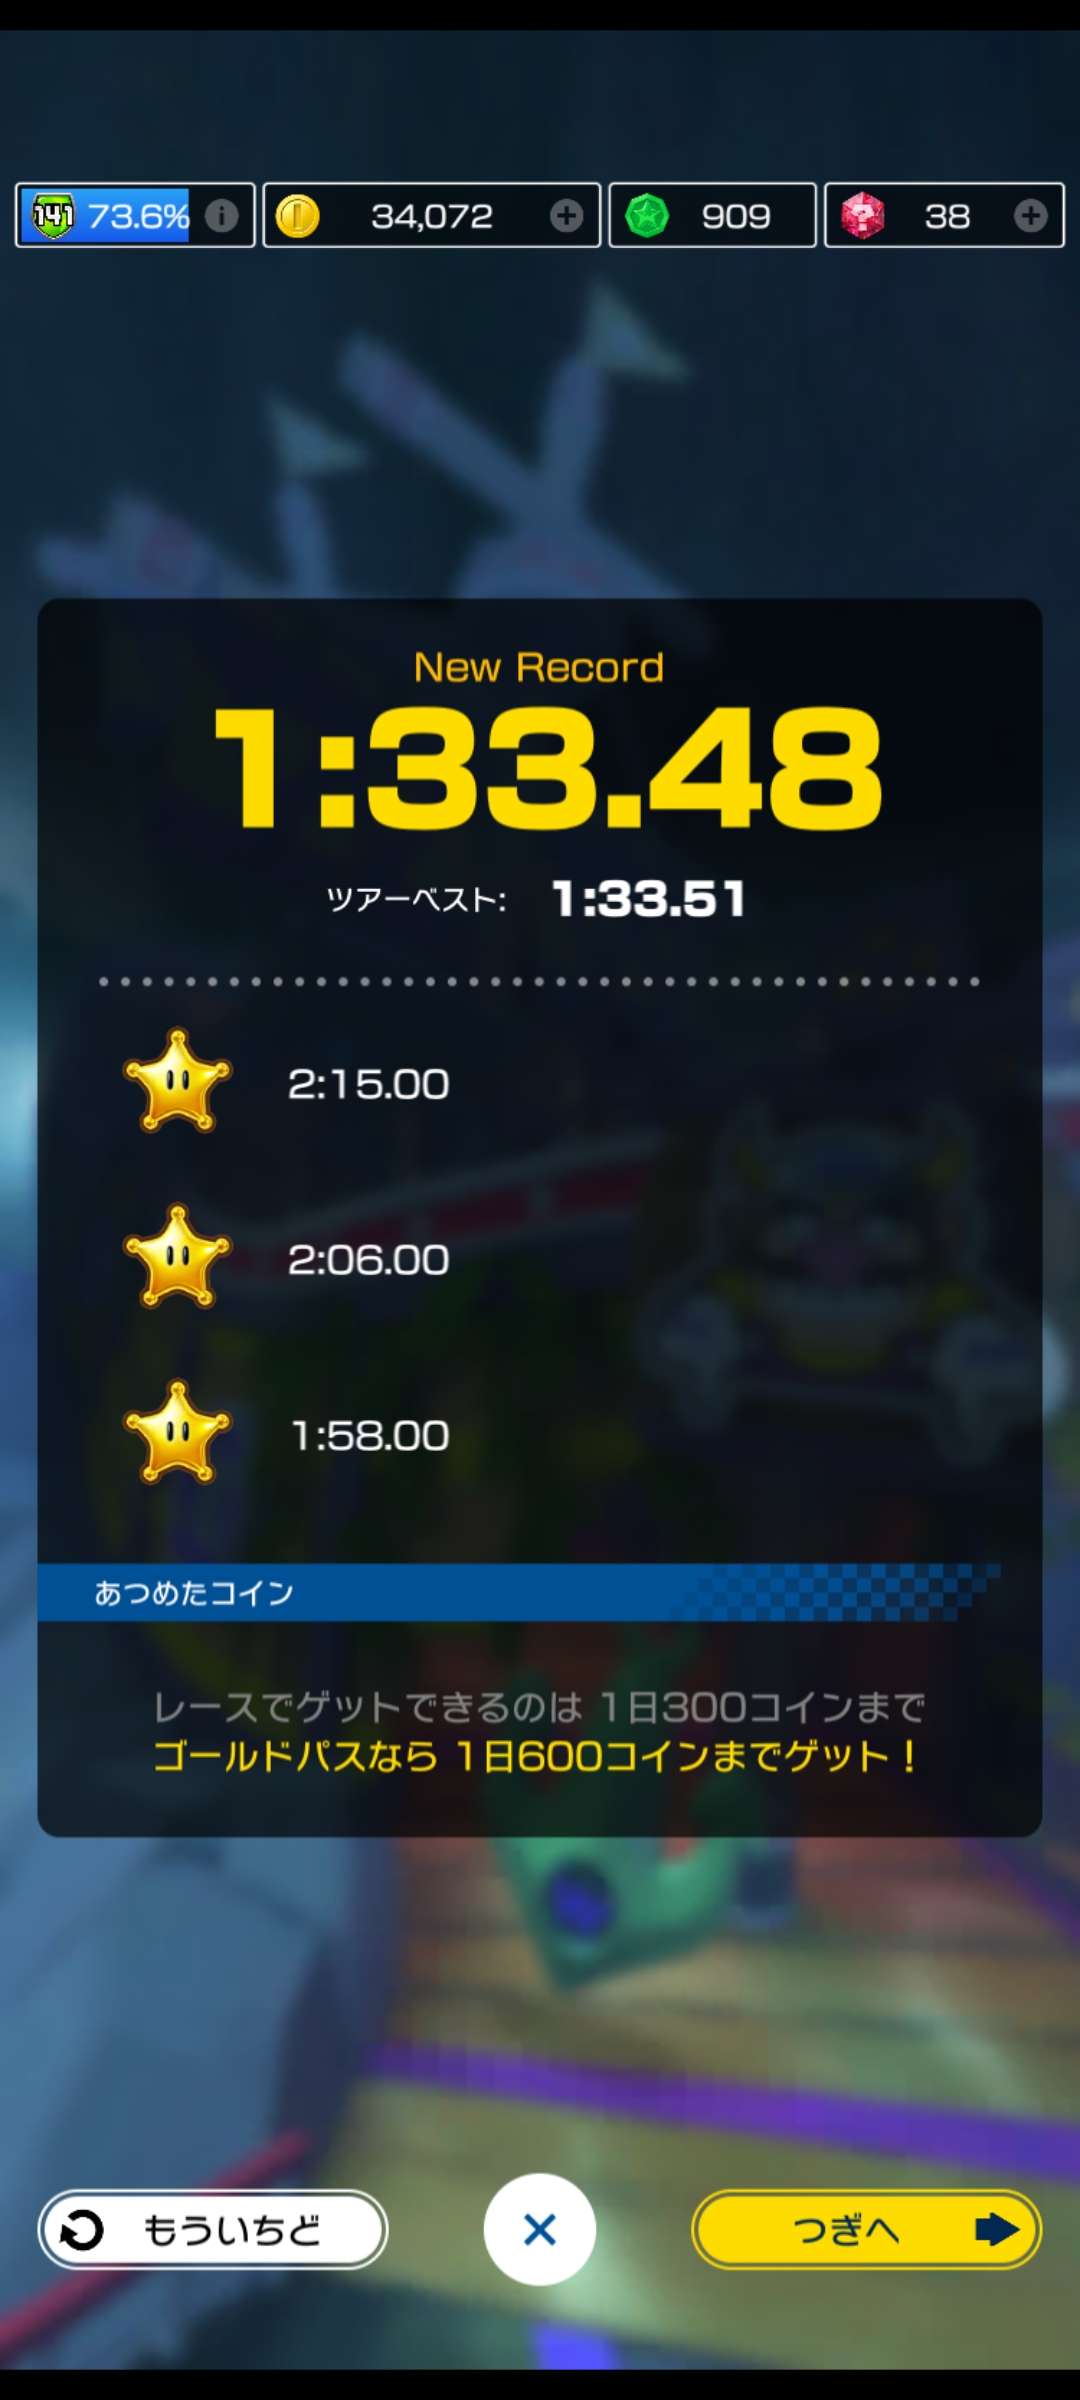 141 73.6% 34,072 909 38
New Record
1:33.48
ツアーベスト: 1:33.51
2:15.00
2:06.00
1:58.00
あつめたコイン
レースでゲットできるのは 1日300コインまで
ゴールドパスなら 1日600コインまでゲット！
もういちど つぎへ